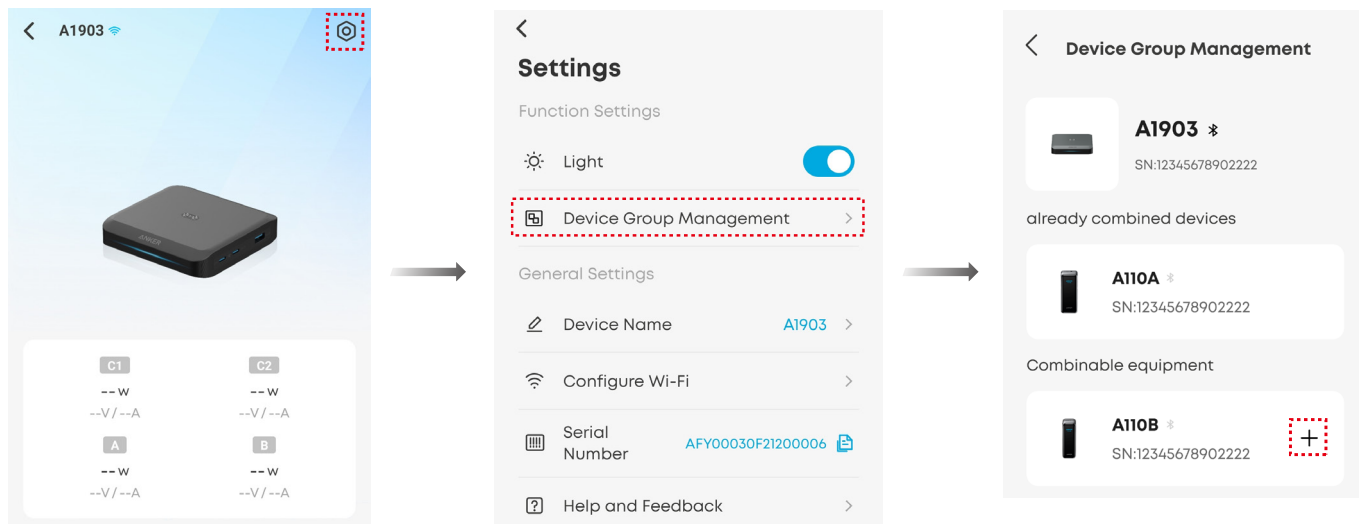 A1903
ANKER
C1
C2
--W
--W
--V/--A
--V/--A
A
B
--W
--W
--V/--A
--V/--A
Settings
Function Settings
Light
Device Group Management
General Settings
Device Name A1903
Configure Wi-Fi
Serial
Number AFY00030F21200006
Help and Feedback
Device Group Management
A1903
SN:12345678902222
already combined devices
A110A
SN:12345678902222
Combinable equipment
A110B
SN:12345678902222